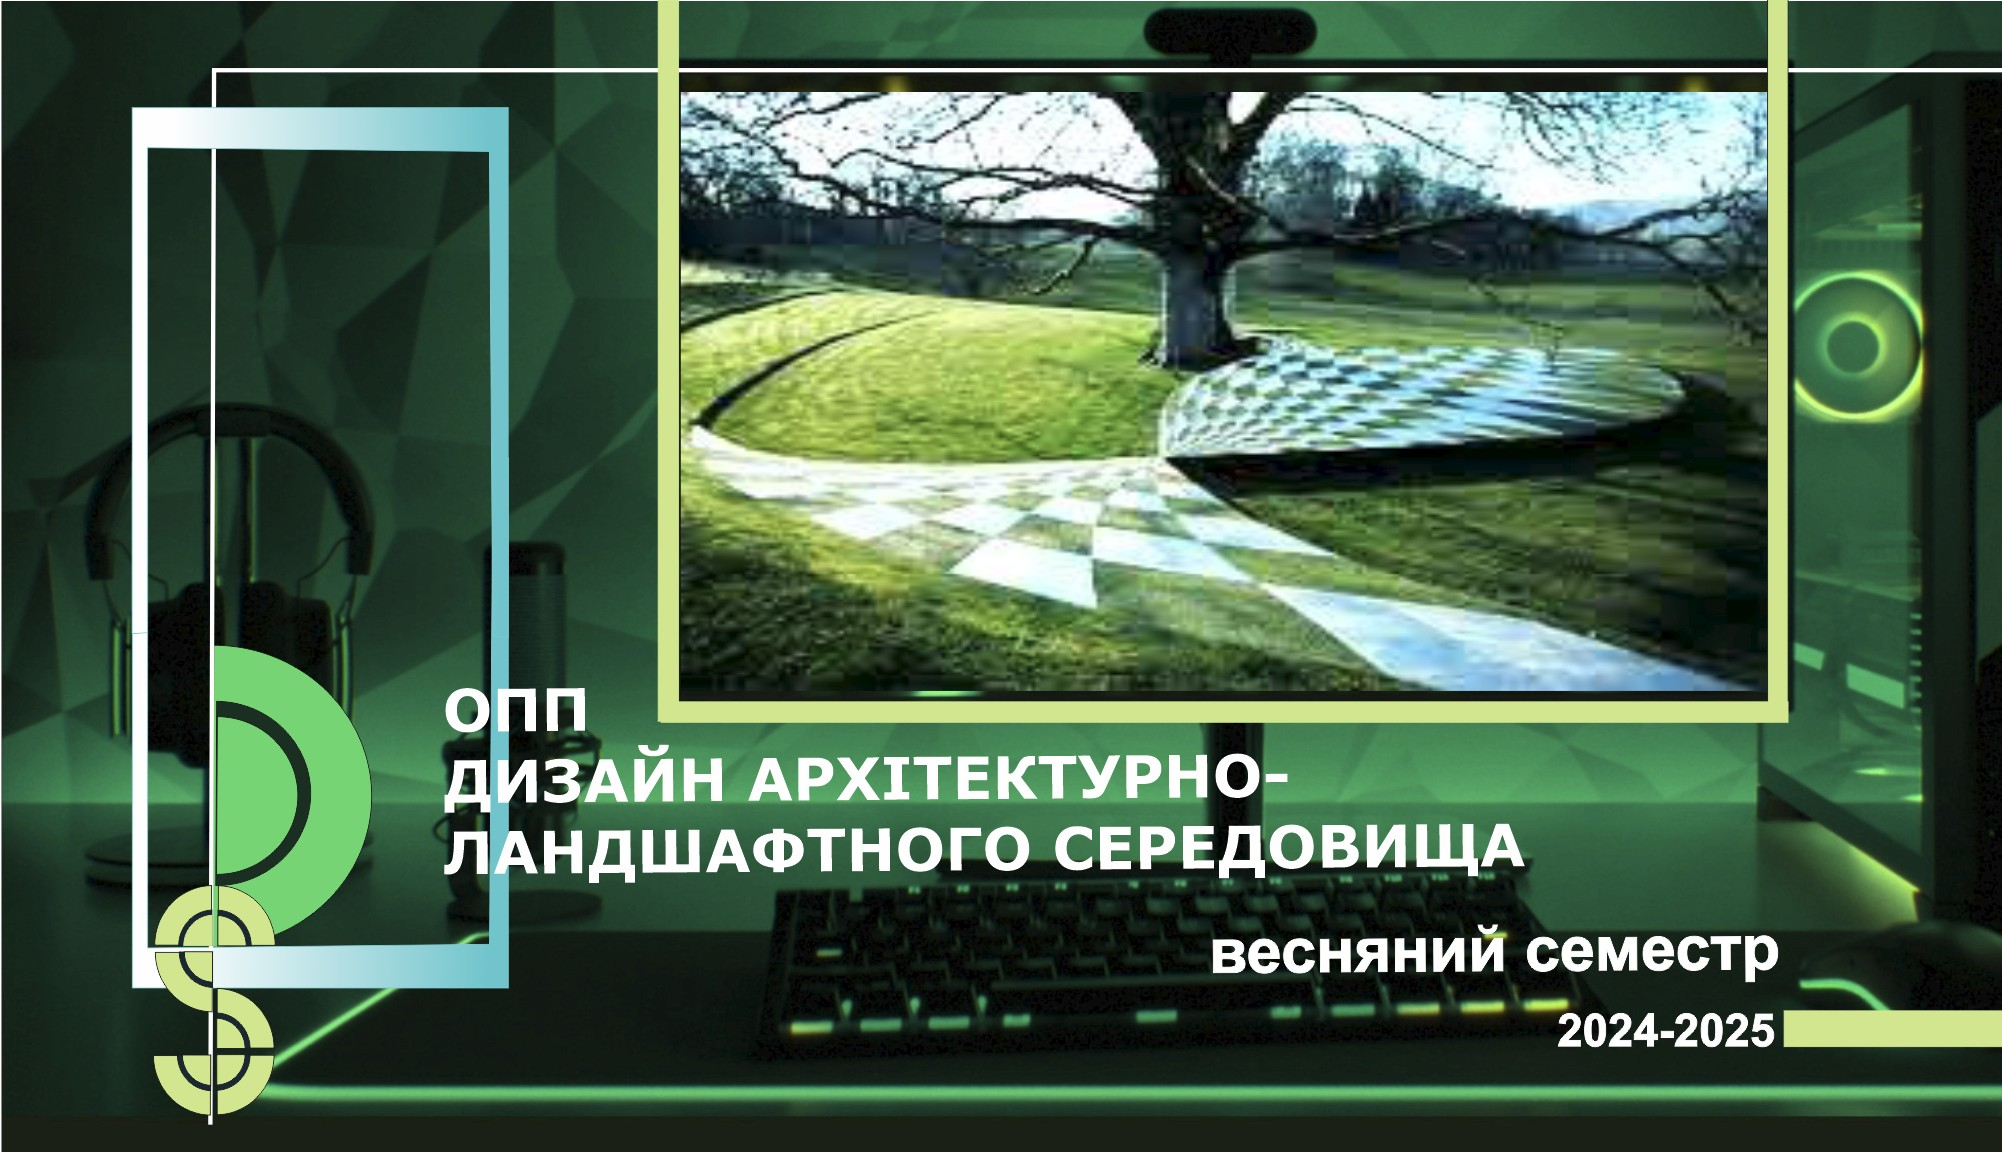 ОПП
ДИЗАЙН АРХІТЕКТУРНО-
ЛАНДШАФТНОГО СЕРЕДОВИЩА
весняний семестр
2024-2025